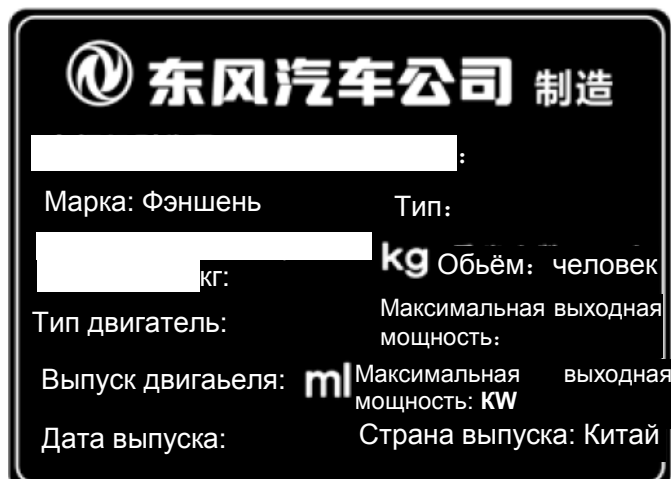 东风汽车公司 制造
:
Марка: Фэншень
Тип:
kg Обьём: человек
кг:
Тип двигатель:
Максимальная выходная
мощность:
Выпуск двигаьеля: ml
Максимальная выходная
мощность: KW
Дата выпуска:
Страна выпуска: Китай